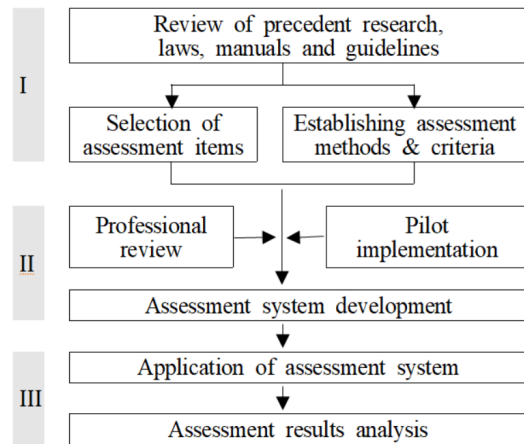 Review of precedent research,
laws, manuals and guidelines
I
Selection of
assessment items
Establishing assessment
methods & criteria
II
Professional
review
Pilot
implementation
Assessment system development
III
Application of assessment system
Assessment results analysis